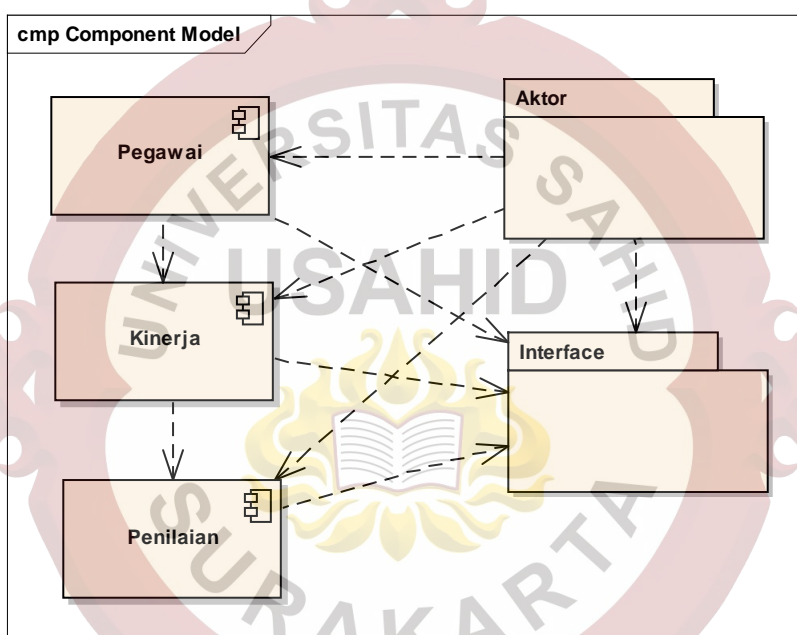 cmp Component Model
Aktor
Pegawai
Kinerja
Interface
Penilaian
UNIVERSITAS SAHID
USAHID
SURAKARTA